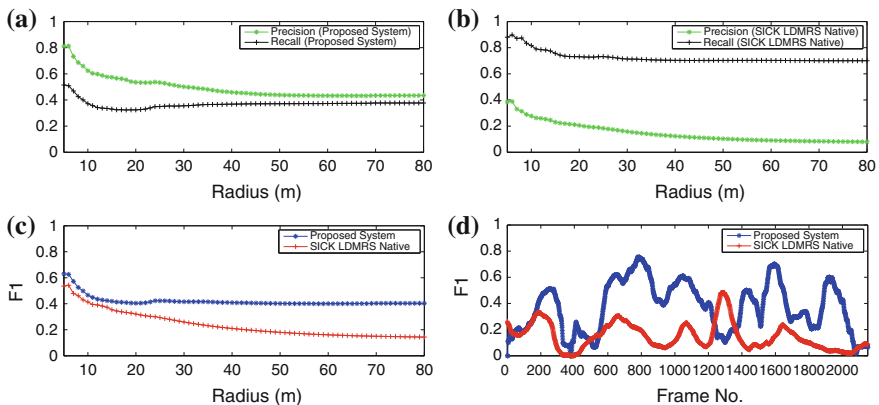 (a)
1
0.8
0.6
0.4
0.2
0
10 20 30 40 50 60 70 80
Radius (m)
Precision (Proposed System)
Recall (Proposed System)
(b)
1
0.8
0.6
0.4
0.2
0
10 20 30 40 50 60 70 80
Radius (m)
Precision (SICK LDMRS Native)
Recall (SICK LDMRS Native)
(c)
F1
1
0.8
0.6
0.4
0.2
0
10 20 30 40 50 60 70 80
Radius (m)
Proposed System
SICK LDMRS Native
(d)
F1
1
0.8
0.6
0.4
0.2
0
0 200 400 600 800 1000 1200 1400 1600 1800 2000
Frame No.
Proposed System
SICK LDMRS Native